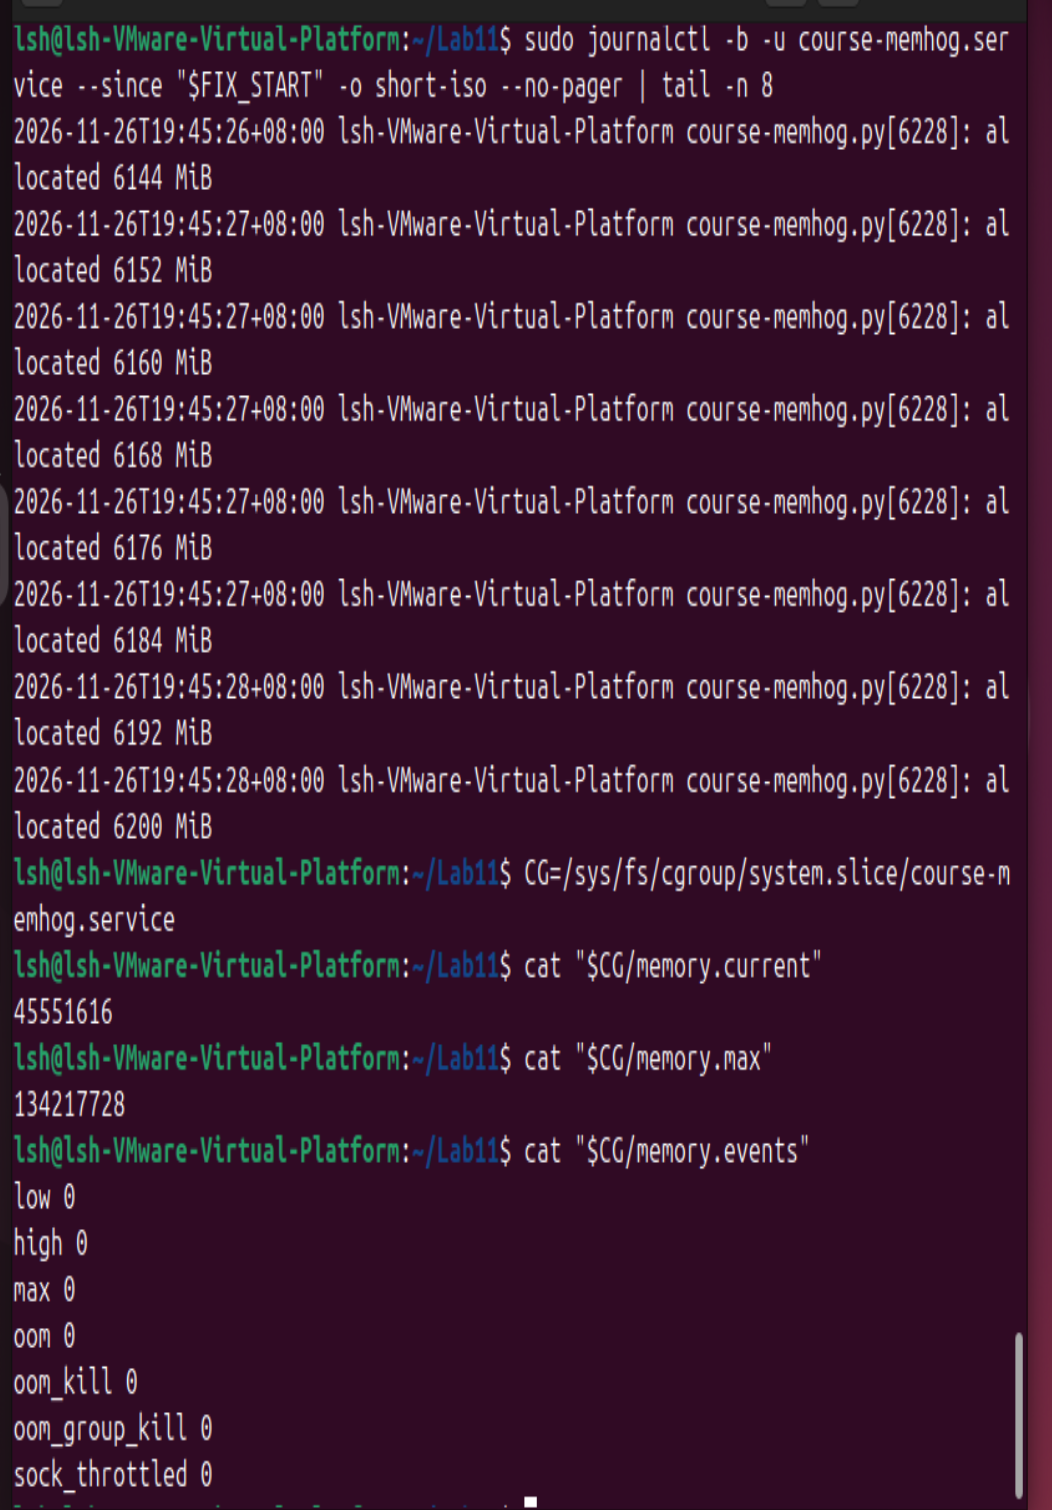 lsh@lsh-VMware-Virtual-Platform:~/Lab11$ sudo journalctl -b -u course-memhog.ser
vice --since "$FIX_START" -o short-iso --no-pager | tail -n 8
2026-11-26T19:45:26+08:00 lsh-VMware-Virtual-Platform course-memhog.py[6228]: al
located 6144 MiB
2026-11-26T19:45:27+08:00 lsh-VMware-Virtual-Platform course-memhog.py[6228]: al
located 6152 MiB
2026-11-26T19:45:27+08:00 lsh-VMware-Virtual-Platform course-memhog.py[6228]: al
located 6160 MiB
2026-11-26T19:45:27+08:00 lsh-VMware-Virtual-Platform course-memhog.py[6228]: al
located 6168 MiB
2026-11-26T19:45:27+08:00 lsh-VMware-Virtual-Platform course-memhog.py[6228]: al
located 6176 MiB
2026-11-26T19:45:27+08:00 lsh-VMware-Virtual-Platform course-memhog.py[6228]: al
located 6184 MiB
2026-11-26T19:45:28+08:00 lsh-VMware-Virtual-Platform course-memhog.py[6228]: al
located 6192 MiB
2026-11-26T19:45:28+08:00 lsh-VMware-Virtual-Platform course-memhog.py[6228]: al
located 6200 MiB
lsh@lsh-VMware-Virtual-Platform:~/Lab11$ CG=/sys/fs/cgroup/system.slice/course-m
emhog.service
lsh@lsh-VMware-Virtual-Platform:~/Lab11$ cat "$CG/memory.current"
45551616
lsh@lsh-VMware-Virtual-Platform:~/Lab11$ cat "$CG/memory.max"
134217728
lsh@lsh-VMware-Virtual-Platform:~/Lab11$ cat "$CG/memory.events"
low 0
high 0
max 0
oom 0
oom_kill 0
oom_group_kill 0
sock_throttled 0